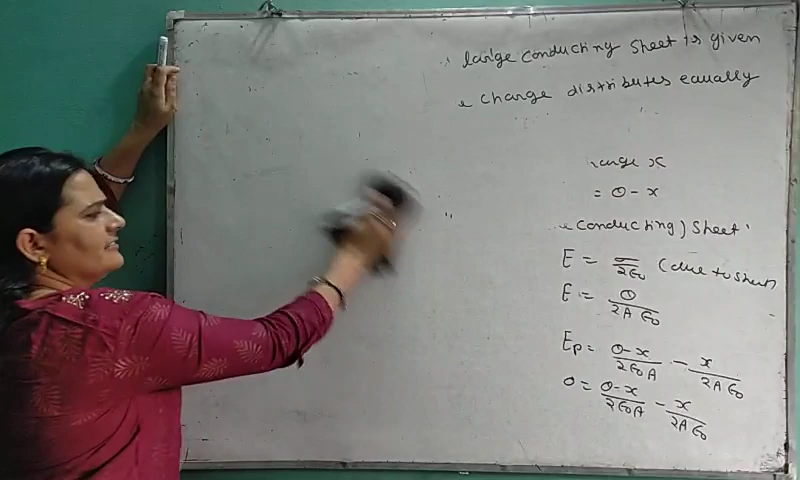 large conducting sheet is given
e charge distributes equally
arge x
= Q - x
e conducting) sheet.
E = σ/2ε₀ (due to sheet
E = Q/2Aε₀
Ep = Q-x/2ε₀A - x/2Aε₀
0 = Q-x/2ε₀A - x/2Aε₀